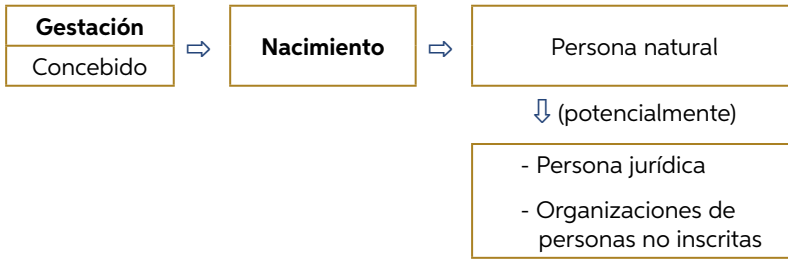 Gestación
Concebido
⇨
Nacimiento
⇨
Persona natural
⇩ (potencialmente)
- Persona jurídica
- Organizaciones de
personas no inscritas